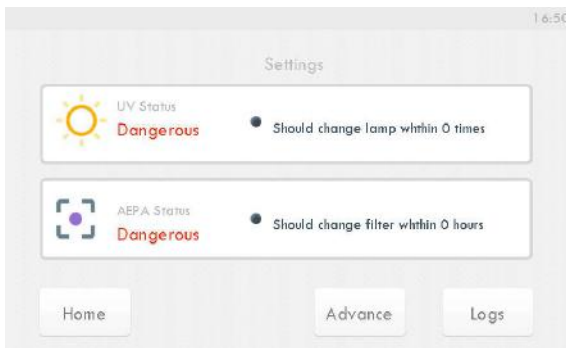 16:50
Settings
UV Status
Dangerous
Should change lamp whthin 0 times
AEPA Status
Dangerous
Should change filter whthin 0 hours
Home
Advance
Logs